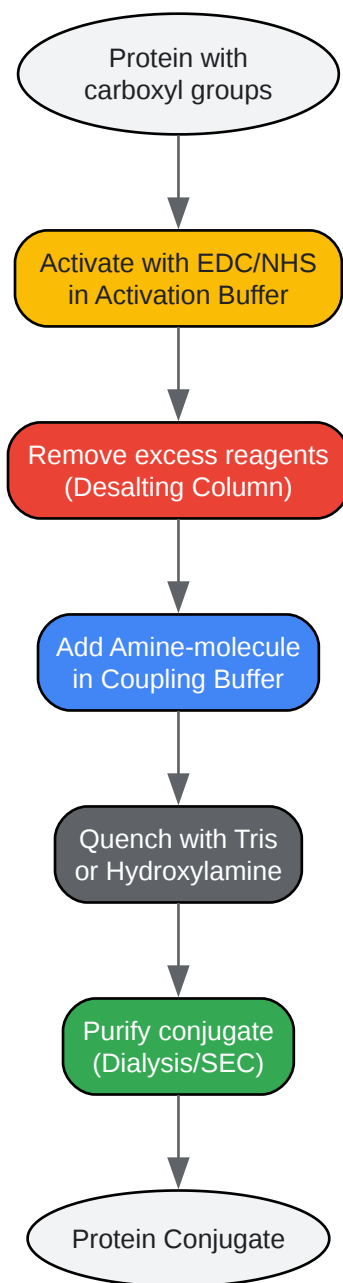 Protein with
carboxyl groups
Activate with EDC/NHS
in Activation Buffer
Remove excess reagents
(Desalting Column)
Add Amine-molecule
in Coupling Buffer
Quench with Tris
or Hydroxylamine
Purify conjugate
(Dialysis/SEC)
Protein Conjugate